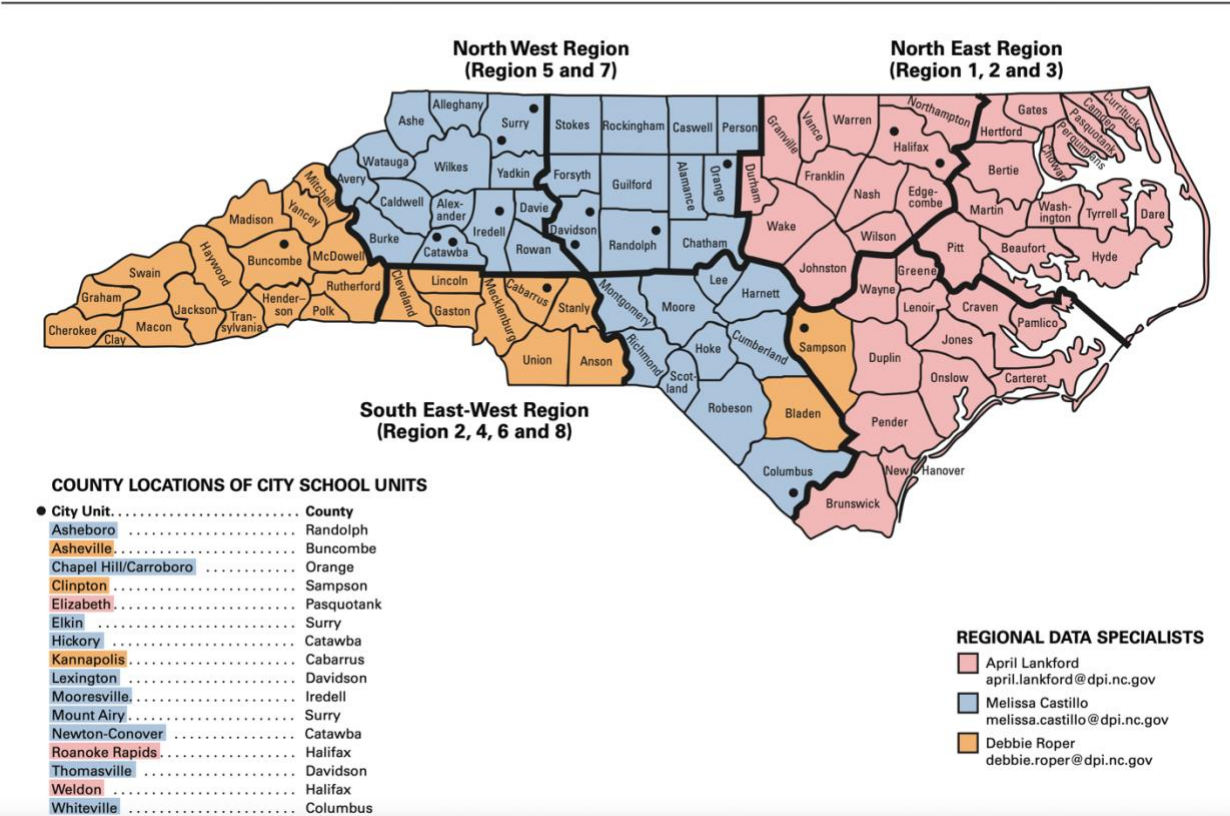 North West Region
(Region 5 and 7)
North East Region
(Region 1, 2 and 3)
Alleghany
Ashe
Surry
Stokes
Rockingham
Caswell
Person
Granville
Vance
Warren
Northampton
Gates
Hertford
Currituck
Camden
Pasquotank
Perquimans
Chowan
Halifax
Watauga
Wilkes
Yadkin
Forsyth
Guilford
Alamance
Orange
Durham
Franklin
Nash
Edge-
combe
Bertie
Mitchell
Avery
Caldwell
Alex-
ander
Iredell
Davie
Davidson
Randolph
Chatham
Wake
Wilson
Martin
Wash-
ington
Tyrrell
Dare
Madison
Yancey
Burke
Catawba
Rowan
Johnston
Greene
Pitt
Beaufort
Hyde
Haywood
Buncombe
McDowell
Swain
Graham
Jackson
Hender–
son
Rutherford
Polk
Cleveland
Lincoln
Gaston
Mecklenburg
Cabarrus
Stanly
Montgomery
Moore
Lee
Harnett
Wayne
Lenoir
Craven
Pamlico
Cherokee
Clay
Macon
Tran-
sylvania
Union
Anson
Richmond
Scot-
land
Hoke
Cumberland
Sampson
Duplin
Jones
Onslow
Carteret
Robeson
Bladen
Pender
Columbus
New Hanover
Brunswick
South East-West Region
(Region 2, 4, 6 and 8)
COUNTY LOCATIONS OF CITY SCHOOL UNITS
City Unit. . . . . . . . . . . . . . . . . . . . . . . . . County
Asheboro . . . . . . . . . . . . . . . . . . . . . . Randolph
Asheville. . . . . . . . . . . . . . . . . . . . . . . . Buncombe
Chapel Hill/Carroboro . . . . . . . . . . . . Orange
Clinpton . . . . . . . . . . . . . . . . . . . . . . . . Sampson
Elizabeth. . . . . . . . . . . . . . . . . . . . . . . . Pasquotank
Elkin . . . . . . . . . . . . . . . . . . . . . . . . . . Surry
Hickory . . . . . . . . . . . . . . . . . . . . . . . . Catawba
Kannapolis. . . . . . . . . . . . . . . . . . . . . . Cabarrus
Lexington . . . . . . . . . . . . . . . . . . . . . . Davidson
Mooresville. . . . . . . . . . . . . . . . . . . . . . Iredell
Mount Airy. . . . . . . . . . . . . . . . . . . . . . Surry
Newton-Conover . . . . . . . . . . . . . . . . Catawba
Roanoke Rapids. . . . . . . . . . . . . . . . . . Halifax
Thomasville . . . . . . . . . . . . . . . . . . . . Davidson
Weldon . . . . . . . . . . . . . . . . . . . . . . . . Halifax
Whiteville . . . . . . . . . . . . . . . . . . . . . . Columbus
REGIONAL DATA SPECIALISTS
April Lankford
april.lankford@dpi.nc.gov
Melissa Castillo
melissa.castillo@dpi.nc.gov
Debbie Roper
debbie.roper@dpi.nc.gov